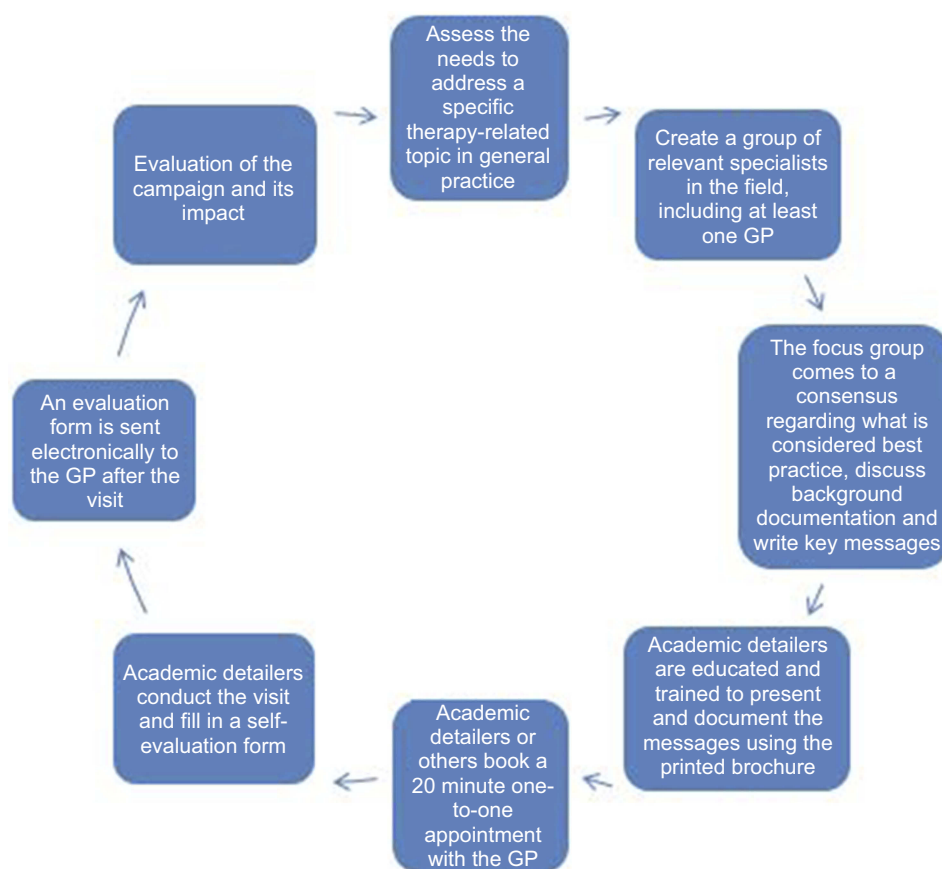 Assess the
needs to
address a
specific
therapy-related
topic in general
practice
Create a group of
relevant specialists
in the field,
including at least
one GP
The focus group
comes to a
consensus
regarding what is
considered best
practice, discuss
background
documentation and
write key messages
Academic detailers
are educated and
trained to present
and document the
messages using the
printed brochure
Academic
detailers or
others book a
20 minute one-
to-one
appointment
with the GP
Academic detailers
conduct the visit
and fill in a self-
evaluation form
An evaluation
form is sent
electronically to
the GP after the
visit
Evaluation of the
campaign and its
impact